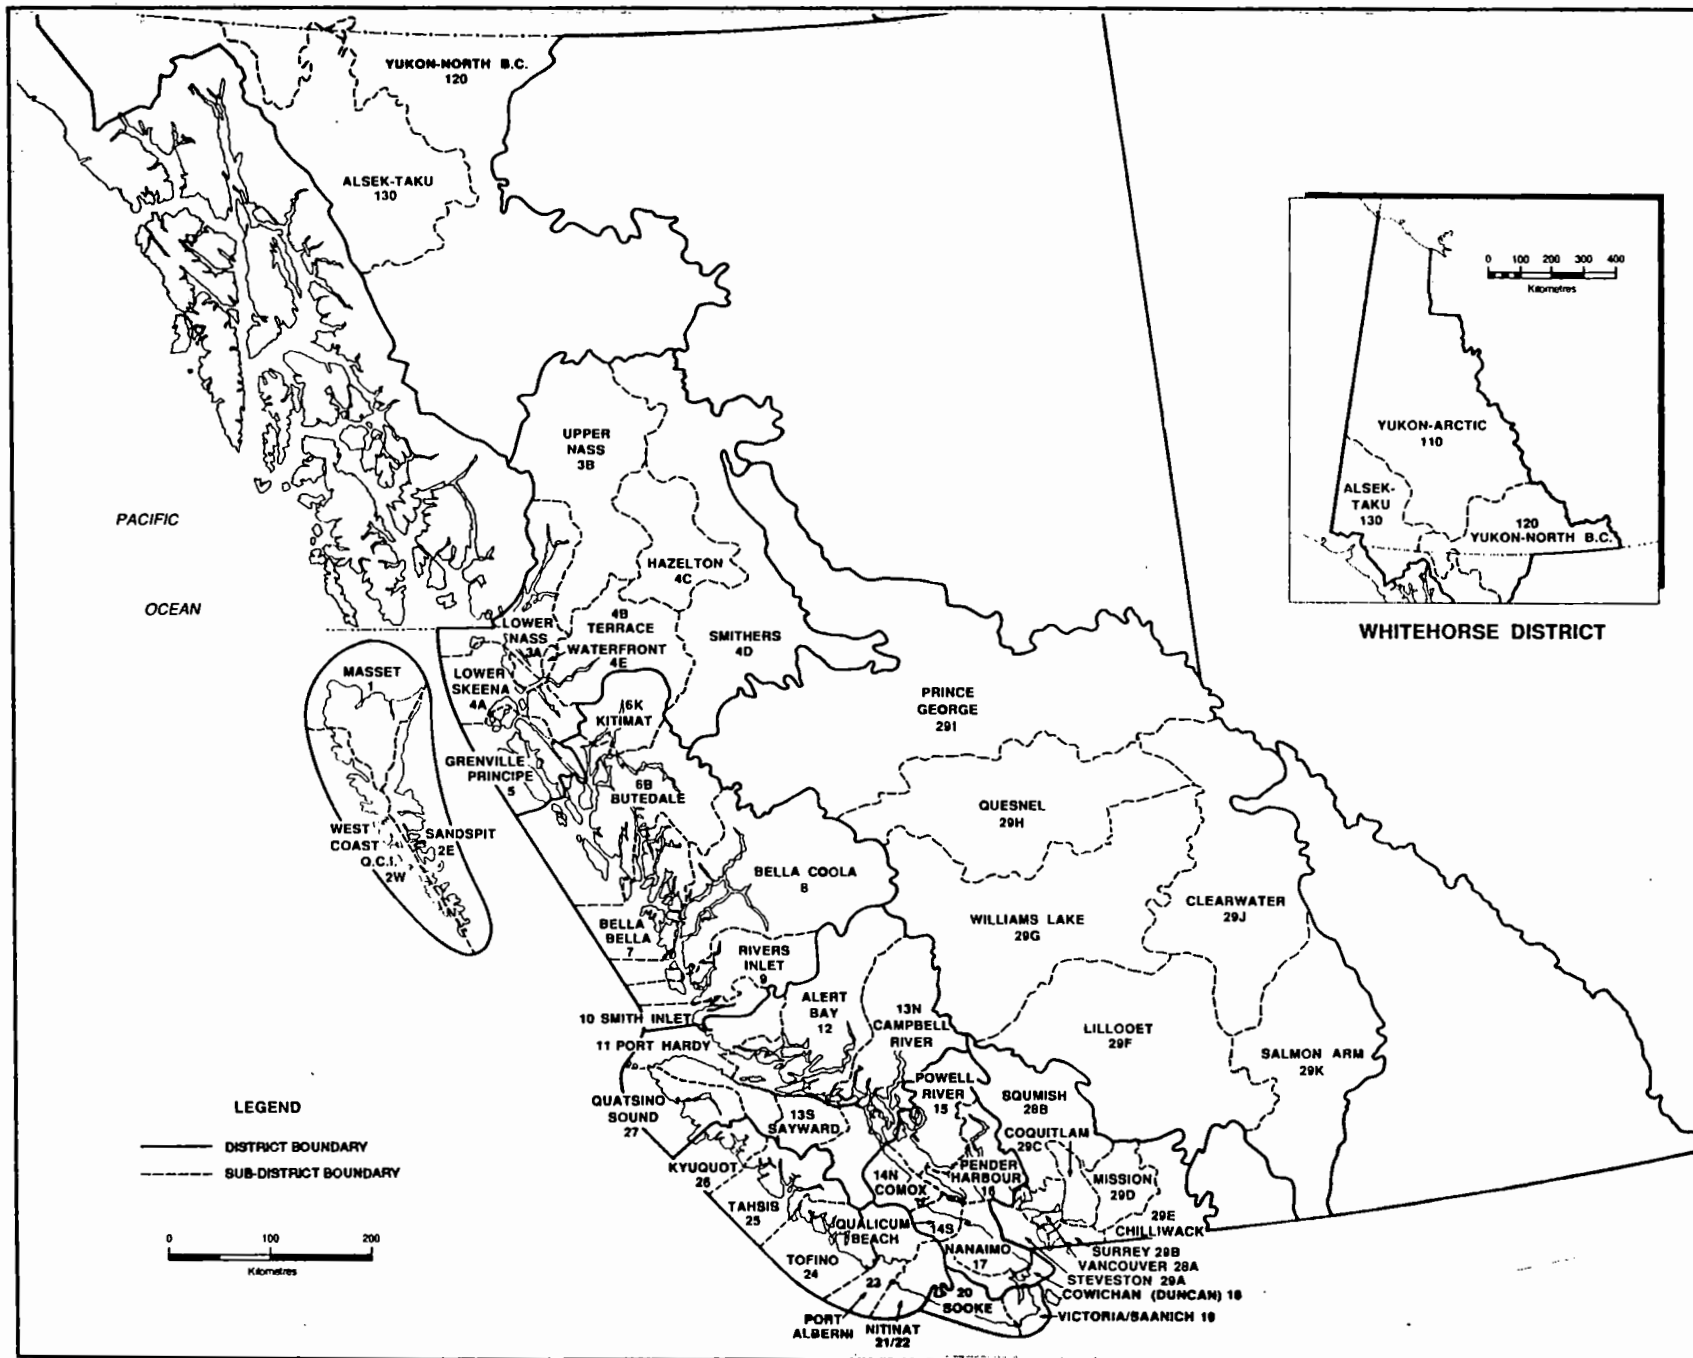 YUKON-NORTH B.C.
120
ALSEK-TAKU
130
0 100 200 300 400
Kilometres
YUKON-ARCTIC
110
ALSEK-
TAKU
130
120
YUKON-NORTH B.C.
WHITEHORSE DISTRICT
UPPER
NASS
3B
PACIFIC
OCEAN
HAZELTON
4C
LOWER
NASS
3A
4B
TERRACE
WATERFRONT
4E
SMITHERS
4D
MASSET
1
LOWER
SKEENA
4A
6K
KITIMAT
PRINCE
GEORGE
29I
GRENVILLE
PRINCIPE
5
6B
BUTEDALE
QUESNEL
29H
WEST
COAST
Q.C.I.
2W
SANDSPIT
2E
BELLA COOLA
8
CLEARWATER
29J
BELLA
BELLA
7
WILLIAMS LAKE
29G
RIVERS
INLET
9
ALERT
BAY
12
13N
CAMPBELL
RIVER
10 SMITH INLET
11 PORT HARDY
LILLOOET
29F
SALMON ARM
29K
POWELL
RIVER
15
SQUMISH
28B
QUATSINO
SOUND
27
13S
SAYWARD
COQUITLAM
29C
KYUQUOT
26
14N
COMOX
PENDER
HARBOUR
16
MISSION
29D
TAHSIS
25
QUALICUM
BEACH
14S
29E
CHILLIWACK
TOFINO
24
NANAIMO
17
SURREY 29B
VANCOUVER 28A
STEVESTON 29A
COWICHAN (DUNCAN) 18
23
20
SOOKE
VICTORIA/SAANICH 19
PORT
ALBERNI
NITINAT
21/22
LEGEND
DISTRICT BOUNDARY
SUB-DISTRICT BOUNDARY
0 100 200
Kilometres